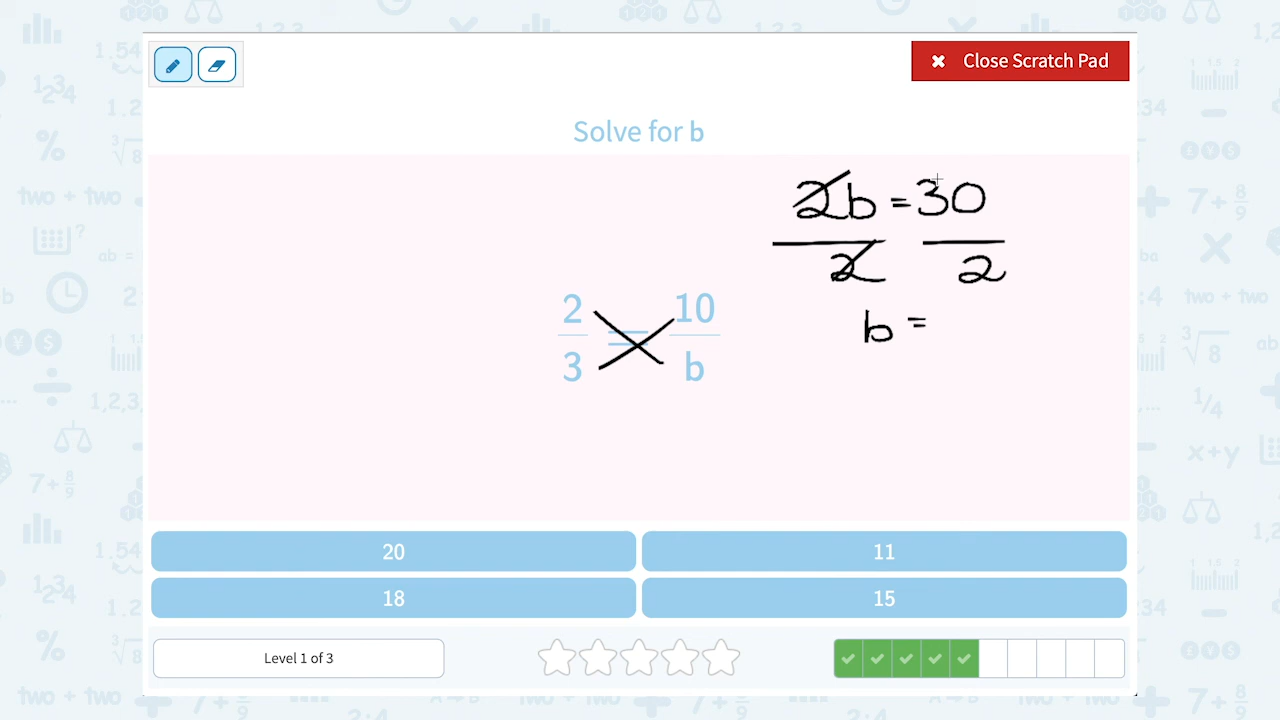 Close Scratch Pad
Solve for b
2b = 30
2 2
b =
2 = 10
3 b
20 11
18 15
Level 1 of 3